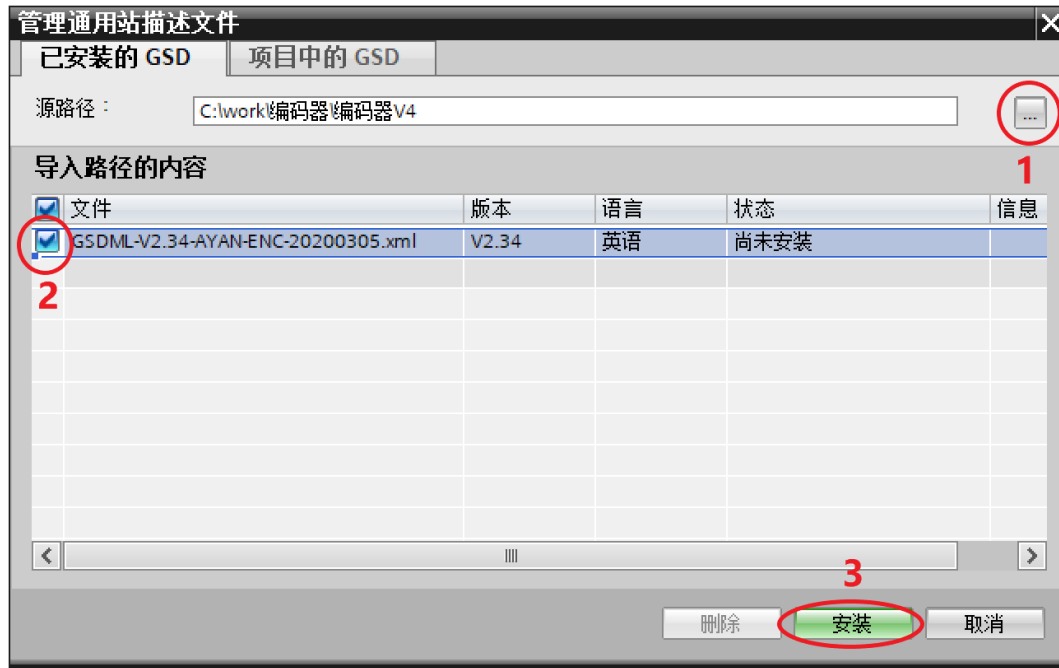 管理通用站描述文件
已安装的 GSD 项目中的 GSD
源路径： C:\work\编码器\编码器V4 ...
1
导入路径的内容
文件 版本 语言 状态 信息
GSDML-V2.34-AYAN-ENC-20200305.xml V2.34 英语 尚未安装
2
3
删除 安装 取消